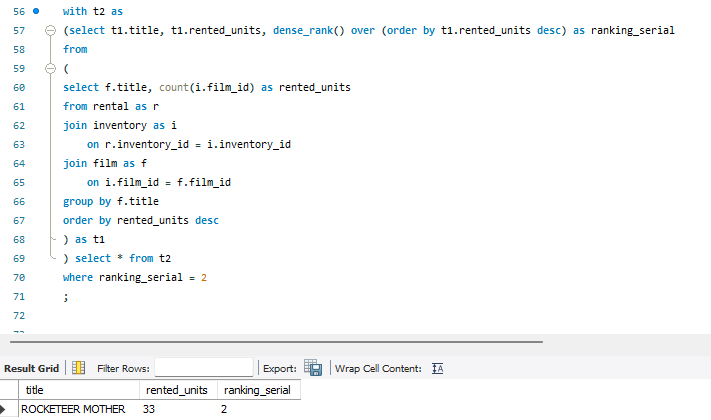 56 with t2 as
57 (select t1.title, t1.rented_units, dense_rank() over (order by t1.rented_units desc) as ranking_serial
58 from
59 (
60 select f.title, count(i.film_id) as rented_units
61 from rental as r
62 join inventory as i
63 on r.inventory_id = i.inventory_id
64 join film as f
65 on i.film_id = f.film_id
66 group by f.title
67 order by rented_units desc
68 ) as t1
69 ) select * from t2
70 where ranking_serial = 2
71 ;
72
Result Grid Filter Rows: Export: Wrap Cell Content: IA
title rented_units ranking_serial
ROCKETEER MOTHER 33 2